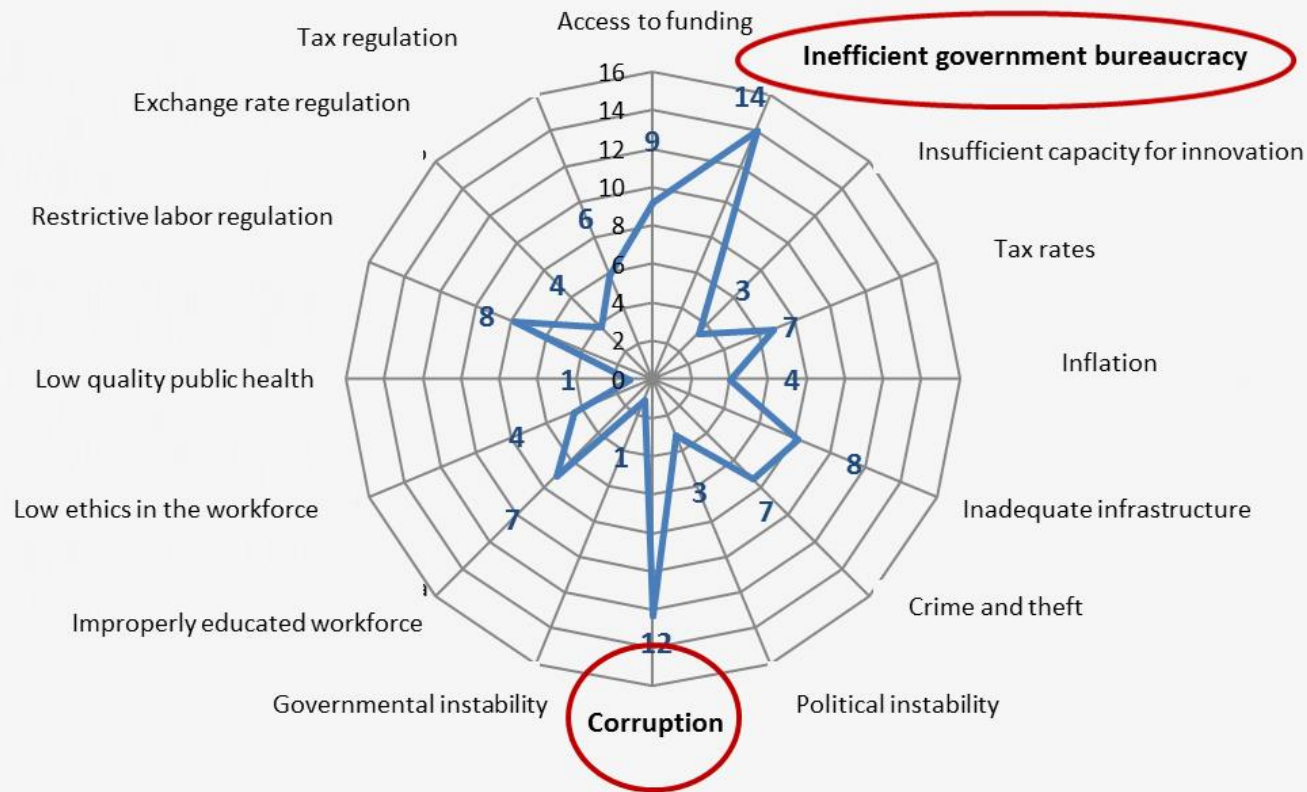 Access to funding
Tax regulation
Inefficient government bureaucracy
Exchange rate regulation
Insufficient capacity for innovation
Restrictive labor regulation
Tax rates
Low quality public health
Inflation
Low ethics in the workforce
Inadequate infrastructure
Improperly educated workforce
Crime and theft
Governmental instability
Corruption
Political instability
16
14
12
10
8
6
4
2
0
9
14
3
7
4
8
7
3
12
1
7
4
1
8
4
6